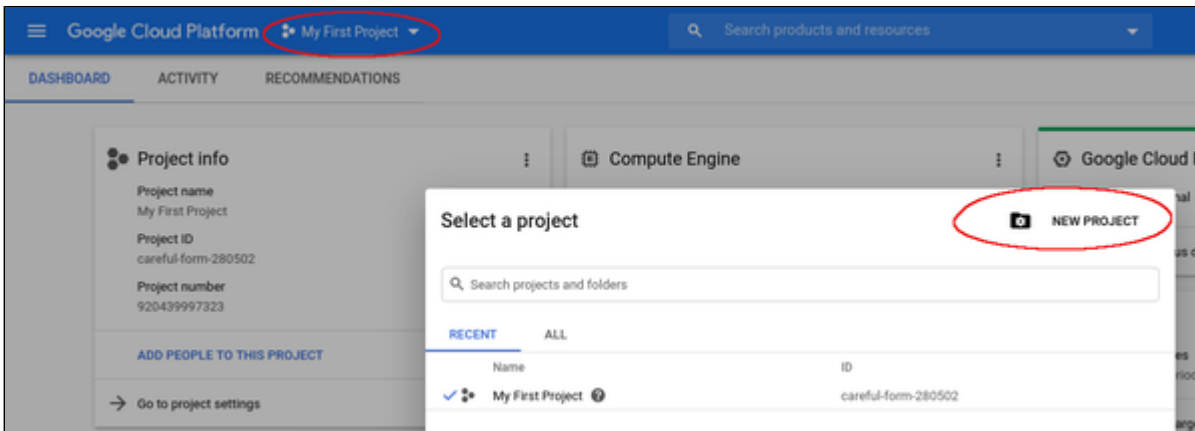 Google Cloud Platform My First Project Search products and resources
DASHBOARD ACTIVITY RECOMMENDATIONS
Project info Compute Engine Google Cloud
Project name
My First Project
Project ID
careful-form-280502
Project number
920439997323
ADD PEOPLE TO THIS PROJECT
Go to project settings
Select a project NEW PROJECT
Search projects and folders
RECENT ALL
Name ID
My First Project careful-form-280502